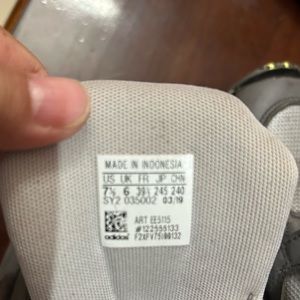 MADE IN INDONESIA
US UK FR JP CHN
7½ 6 39⅓ 245 240
SY2 035002 03/19
ART EE5115
#122555133
adidas F2XFV75I99132